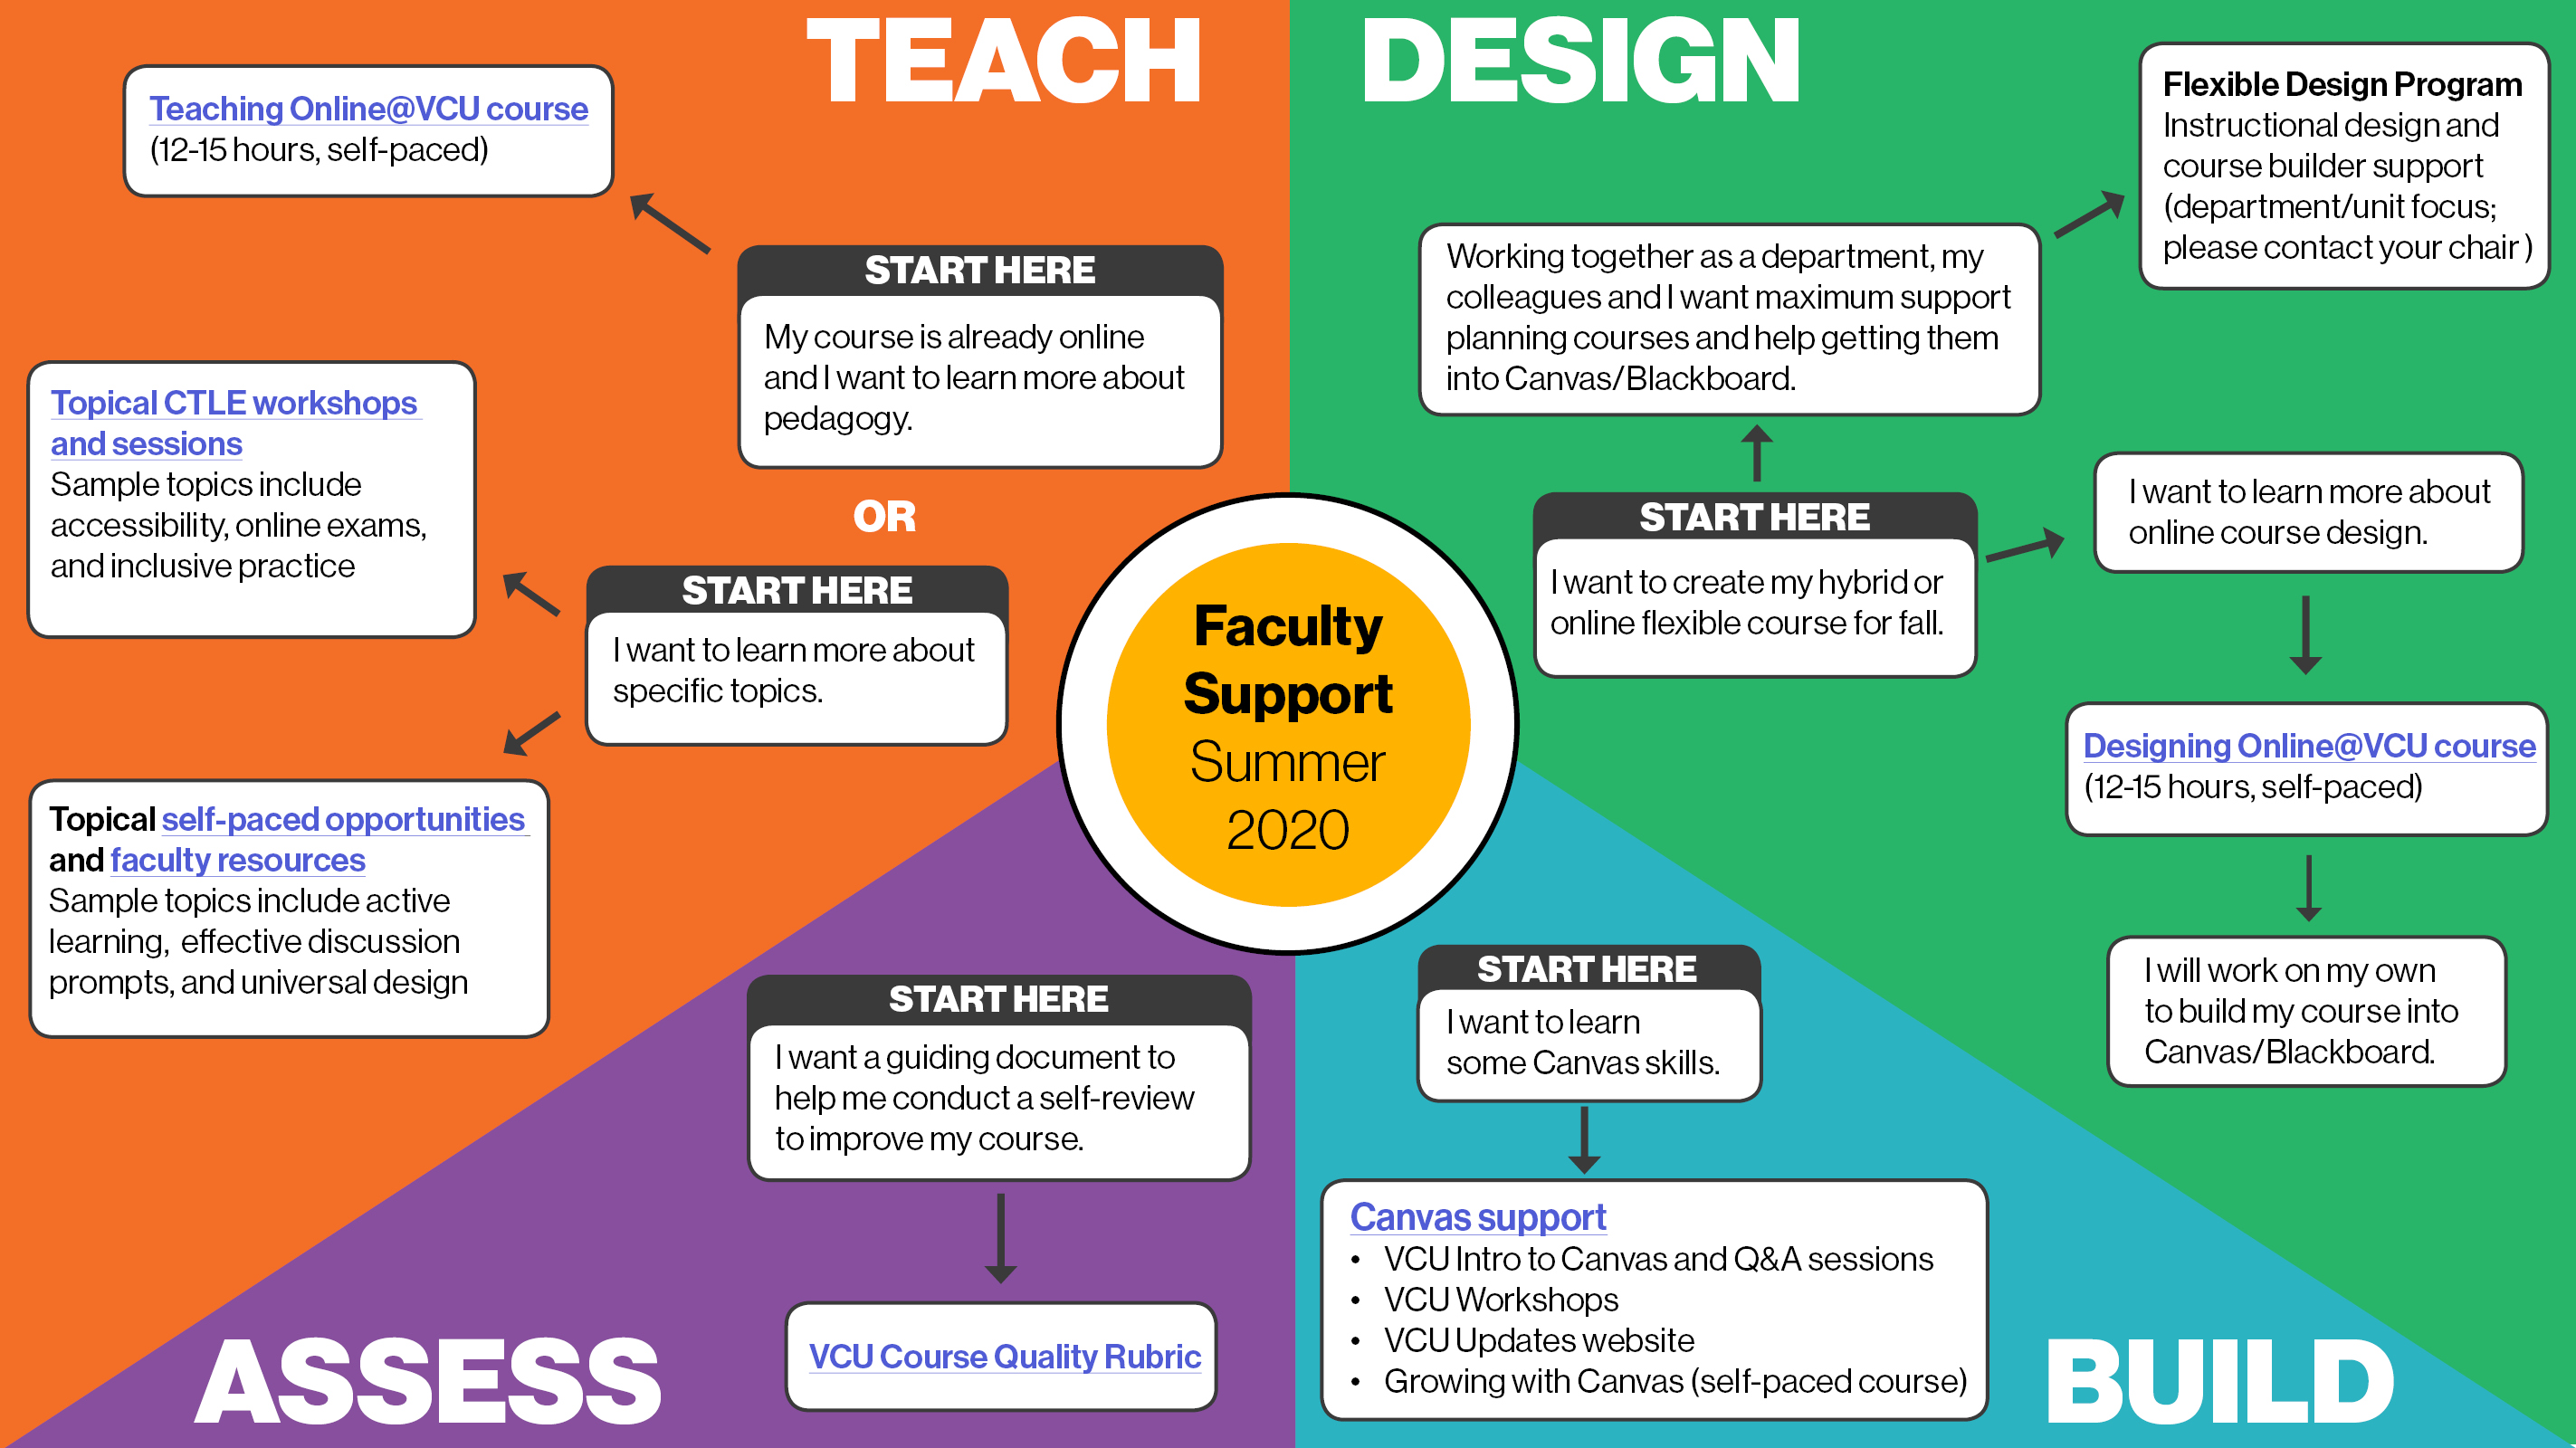 TEACH
Teaching Online@VCU course
(12-15 hours, self-paced)
START HERE
My course is already online
and I want to learn more about
pedagogy.
OR
START HERE
I want to learn more about
specific topics.
Topical CTLE workshops
and sessions
Sample topics include
accessibility, online exams,
and inclusive practice
Topical self-paced opportunities
and faculty resources
Sample topics include active
learning, effective discussion
prompts, and universal design
DESIGN
Flexible Design Program
Instructional design and
course builder support
(department/unit focus;
please contact your chair )
Working together as a department, my
colleagues and I want maximum support
planning courses and help getting them
into Canvas/Blackboard.
START HERE
I want to create my hybrid or
online flexible course for fall.
I want to learn more about
online course design.
Designing Online@VCU course
(12-15 hours, self-paced)
I will work on my own
to build my course into
Canvas/Blackboard.
Faculty
Support
Summer
2020
START HERE
I want a guiding document to
help me conduct a self-review
to improve my course.
VCU Course Quality Rubric
ASSESS
START HERE
I want to learn
some Canvas skills.
Canvas support
• VCU Intro to Canvas and Q&A sessions
• VCU Workshops
• VCU Updates website
• Growing with Canvas (self-paced course)
BUILD